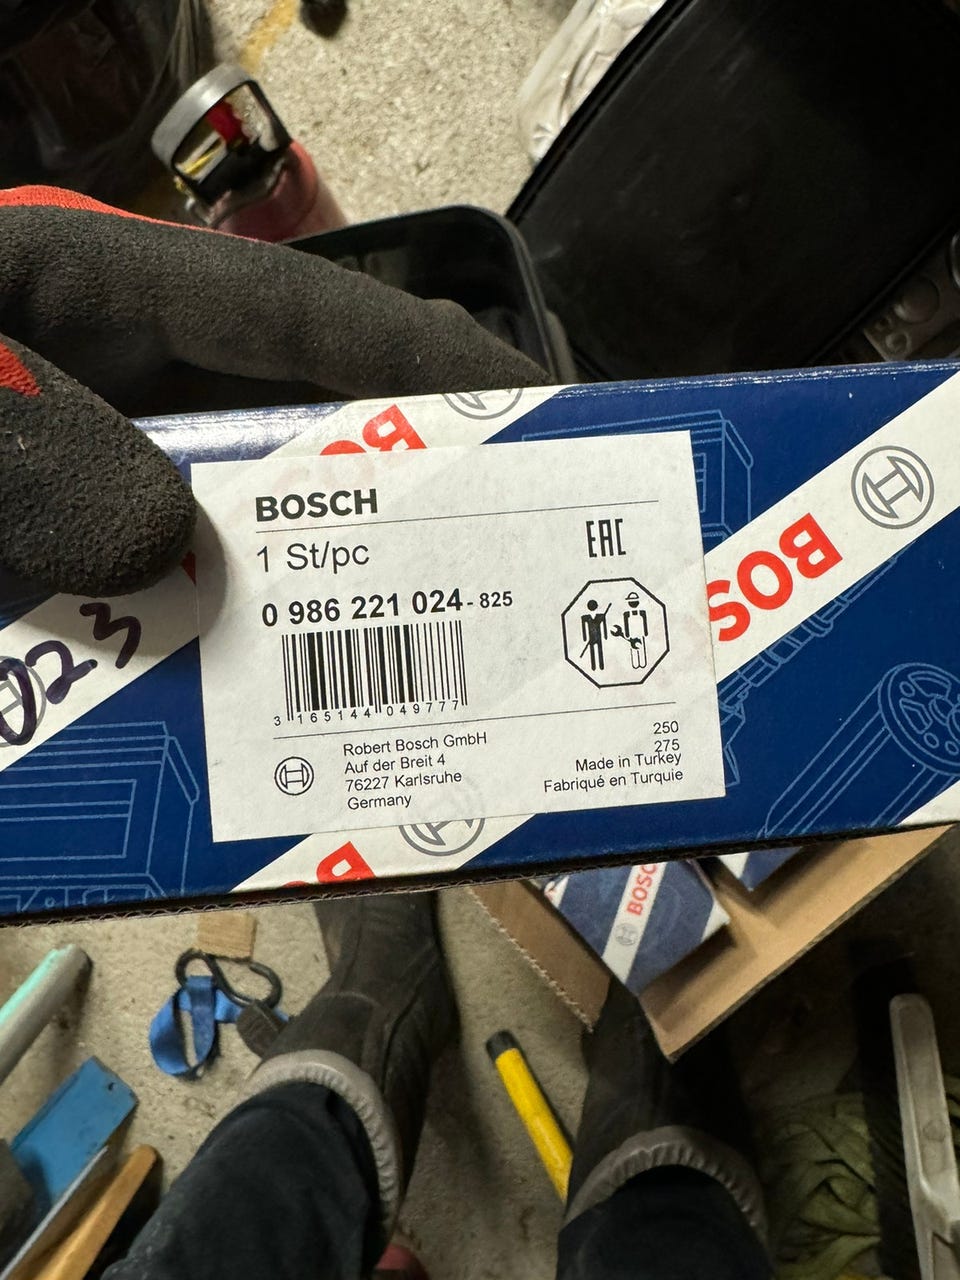 BOSCH
BOSCH
1 St/pc
EAC
0 986 221 024 - 825
023
3 165144 049777
Robert Bosch GmbH
Auf der Breit 4
76227 Karlsruhe
Germany
250
275
Made in Turkey
Fabriqué en Turquie
BOSC